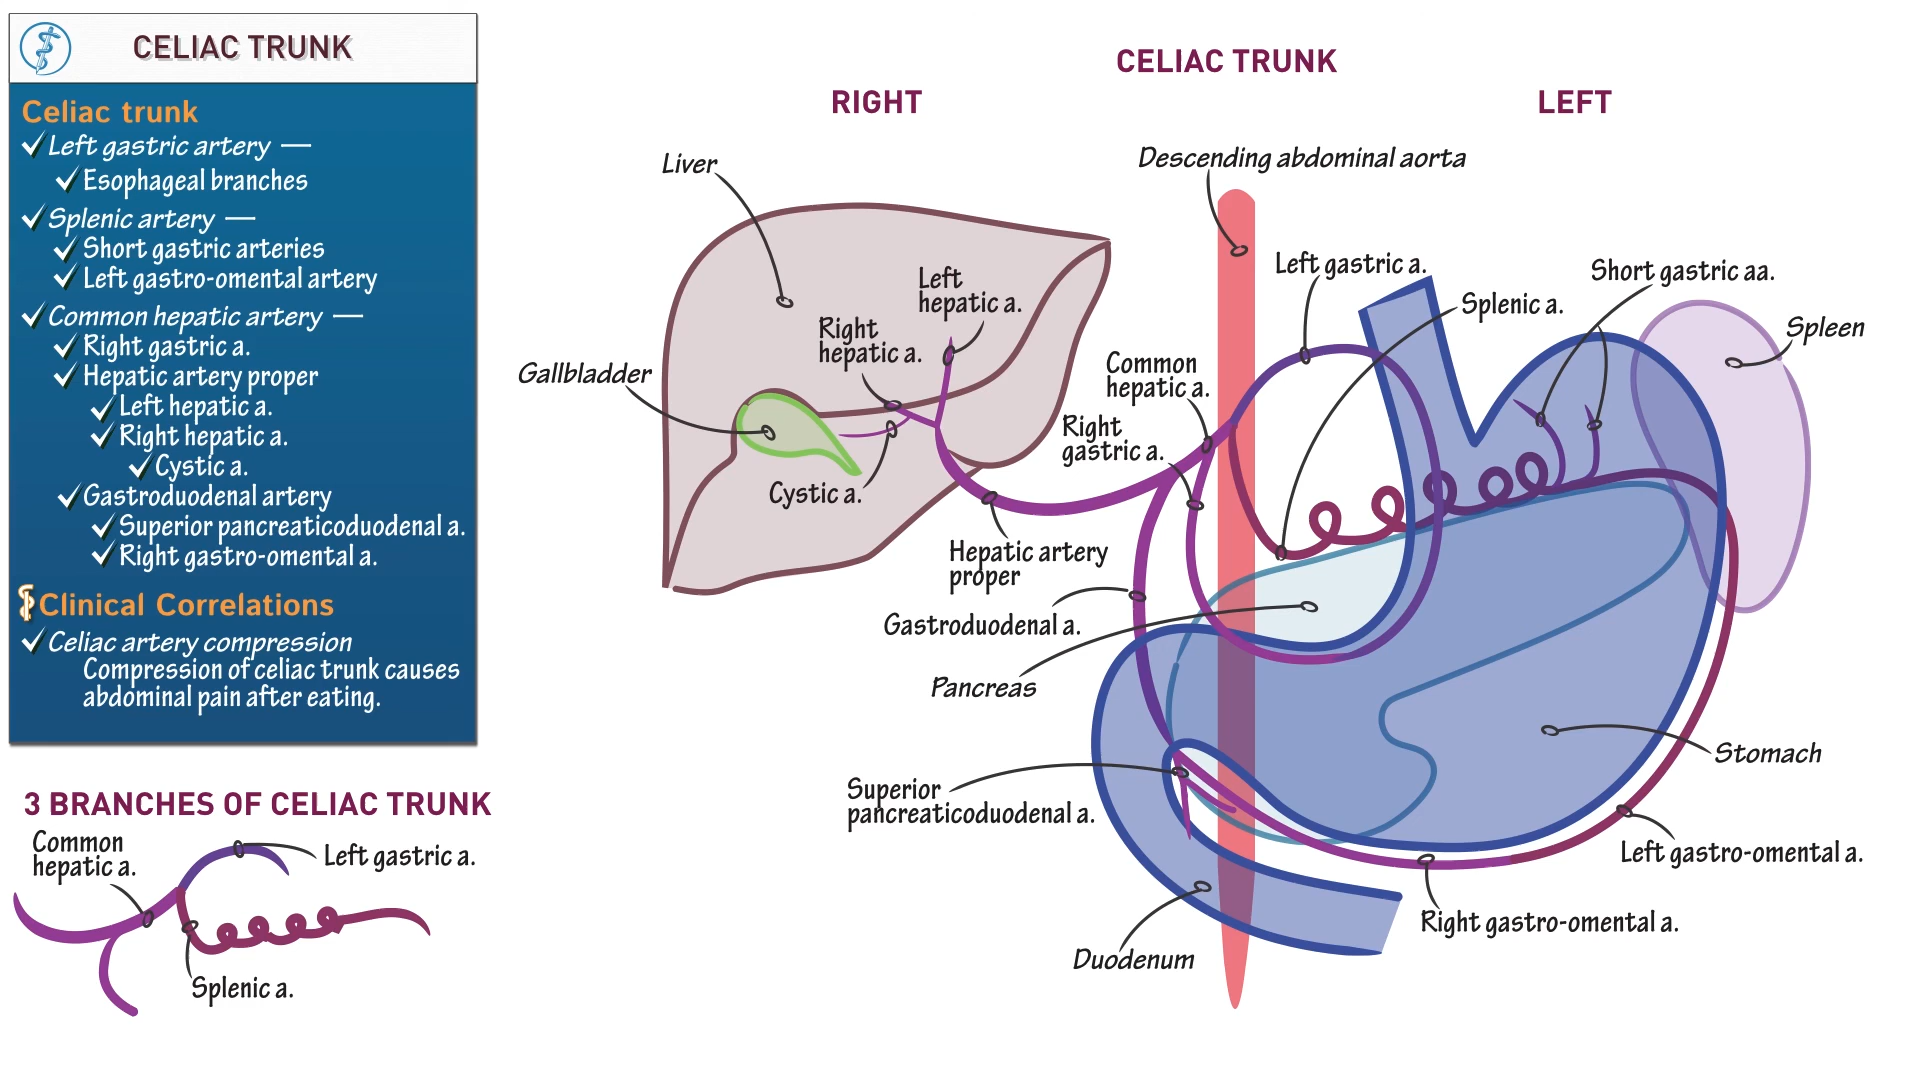 CELIAC TRUNK
Celiac trunk
Left gastric artery —
Esophageal branches
Splenic artery —
Short gastric arteries
Left gastro-omental artery
Common hepatic artery —
Right gastric a.
Hepatic artery proper
Left hepatic a.
Right hepatic a.
Cystic a.
Gastroduodenal artery
Superior pancreaticoduodenal a.
Right gastro-omental a.
Clinical Correlations
Celiac artery compression
Compression of celiac trunk causes
abdominal pain after eating.
3 BRANCHES OF CELIAC TRUNK
Common
hepatic a.
Left gastric a.
Splenic a.
CELIAC TRUNK
RIGHT
LEFT
Liver
Descending abdominal aorta
Left gastric a.
Short gastric aa.
Splenic a.
Spleen
Left
hepatic a.
Right
hepatic a.
Gallbladder
Common
hepatic a.
Right
gastric a.
Cystic a.
Hepatic artery
proper
Gastroduodenal a.
Pancreas
Stomach
Superior
pancreaticoduodenal a.
Left gastro-omental a.
Right gastro-omental a.
Duodenum